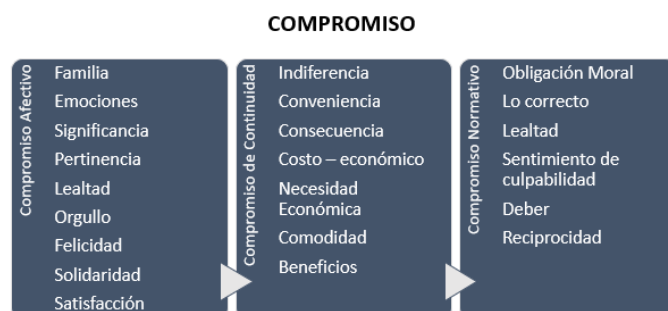 COMPROMISO
Compromiso Afectivo
Familia
Emociones
Significancia
Pertinencia
Lealtad
Orgullo
Felicidad
Solidaridad
Satisfacción
Compromiso de Continuidad
Indiferencia
Conveniencia
Consecuencia
Costo – económico
Necesidad
Económica
Comodidad
Beneficios
Compromiso Normativo
Obligación Moral
Lo correcto
Lealtad
Sentimiento de
culpabilidad
Deber
Reciprocidad